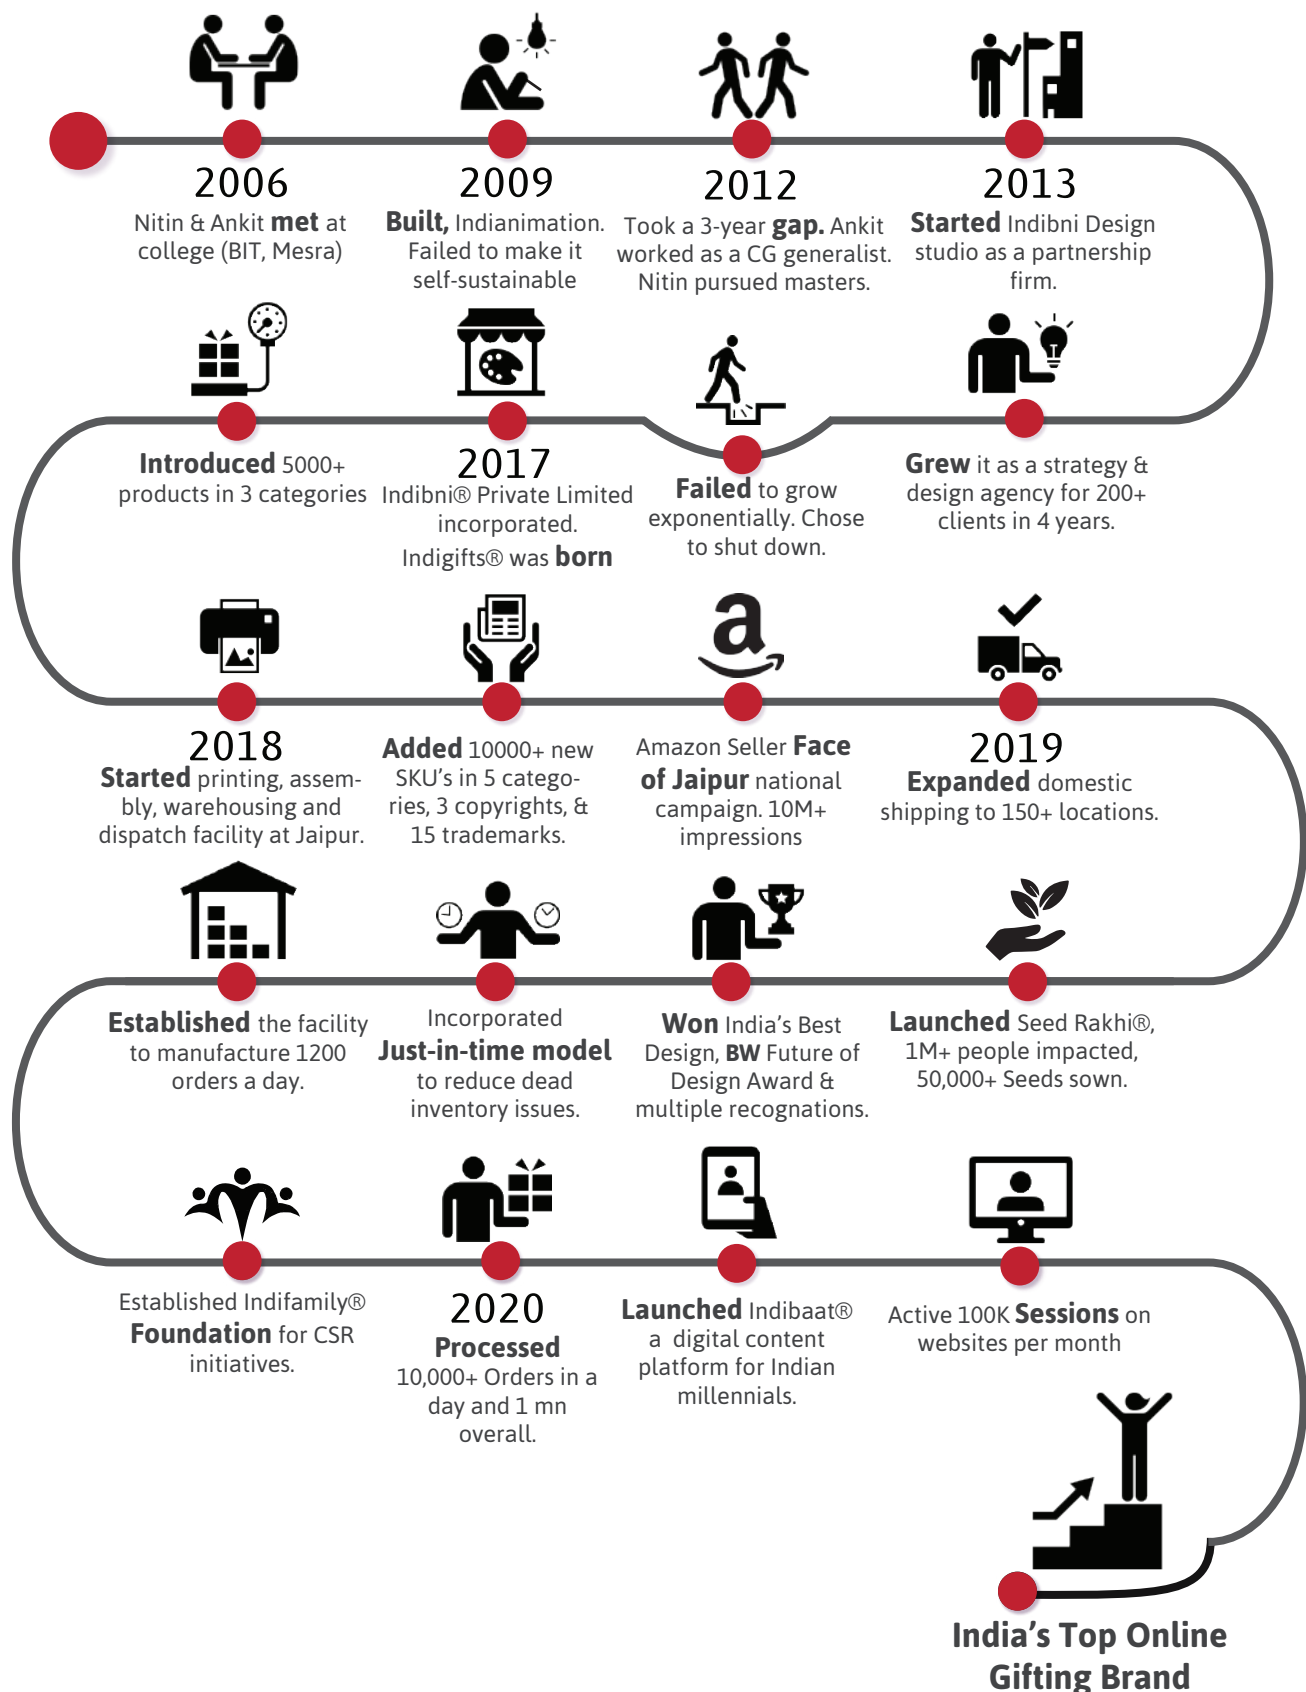 2006
Nitin & Ankit met at
college (BIT, Mesra)
2009
Built, Indianimation.
Failed to make it
self-sustainable
2012
Took a 3-year gap. Ankit
worked as a CG generalist.
Nitin pursued masters.
2013
Started Indibni Design
studio as a partnership
firm.
Grew it as a strategy &
design agency for 200+
clients in 4 years.
Failed to grow
exponentially. Chose
to shut down.
2017
Indibni® Private Limited
incorporated.
Indigifts® was born
Introduced 5000+
products in 3 categories
2018
Started printing, assem-
bly, warehousing and
dispatch facility at Jaipur.
Added 10000+ new
SKU's in 5 catego-
ries, 3 copyrights, &
15 trademarks.
a
Amazon Seller Face
of Jaipur national
campaign. 10M+
impressions
2019
Expanded domestic
shipping to 150+ locations.
Launched Seed Rakhi®,
1M+ people impacted,
50,000+ Seeds sown.
Won India's Best
Design, BW Future of
Design Award &
multiple recognations.
Incorporated
Just-in-time model
to reduce dead
inventory issues.
Established the facility
to manufacture 1200
orders a day.
Established Indifamily®
Foundation for CSR
initiatives.
2020
Processed
10,000+ Orders in a
day and 1 mn
overall.
Launched Indibaat®
a digital content
platform for Indian
millennials.
Active 100K Sessions on
websites per month
India's Top Online
Gifting Brand